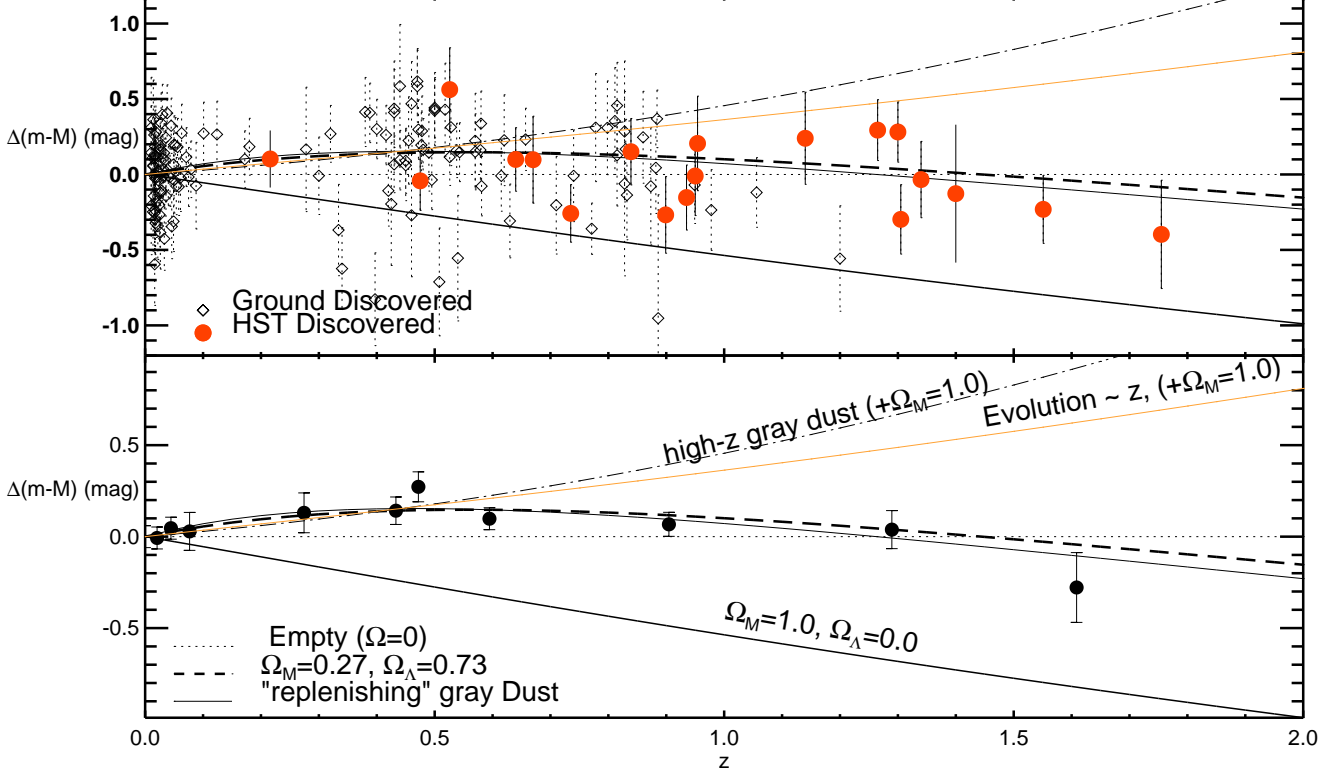 1.0
0.5
Δ(m-M) (mag)
0.0
-0.5
Ground Discovered
HST Discovered
-1.0
high-z gray dust (+Ω_M=1.0)
Evolution ~ z, (+Ω_M=1.0)
0.5
Δ(m-M) (mag)
0.0
Ω_M=1.0, Ω_Λ=0.0
-0.5
Empty (Ω=0)
Ω_M=0.27, Ω_Λ=0.73
"replenishing" gray Dust
0.0 0.5 1.0 1.5 2.0
z